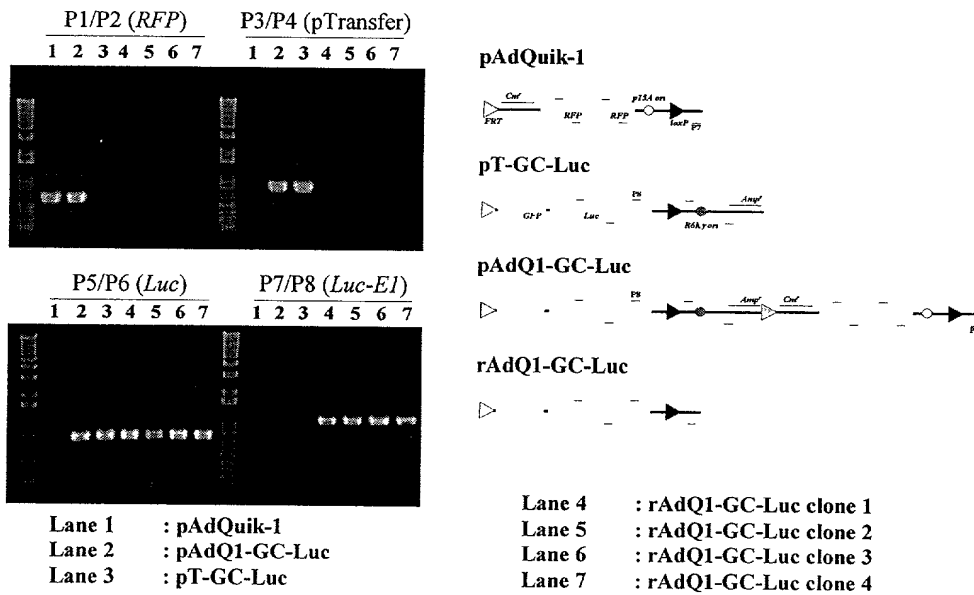 P1/P2 (RFP)
P3/P4 (pTransfer)
1 2 3 4 5 6 7
1 2 3 4 5 6 7
P5/P6 (Luc)
P7/P8 (Luc-E1)
1 2 3 4 5 6 7
1 2 3 4 5 6 7
Lane 1 : pAdQuik-1
Lane 2 : pAdQ1-GC-Luc
Lane 3 : pT-GC-Luc
pAdQuik-1
Cmr
p15A ori
FRT
RFP
RFP
loxP
P7
pT-GC-Luc
P8
Ampr
GFP
Luc
R6kγori
pAdQ1-GC-Luc
P8
Ampr
Cmr
rAdQ1-GC-Luc
Lane 4 : rAdQ1-GC-Luc clone 1
Lane 5 : rAdQ1-GC-Luc clone 2
Lane 6 : rAdQ1-GC-Luc clone 3
Lane 7 : rAdQ1-GC-Luc clone 4